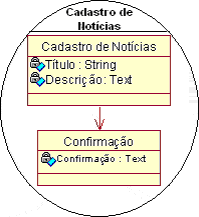 Cadastro de
Notícias
Cadastro de Notícias
Título : String
Descrição : Text
Confirmação
Confirmação : Text